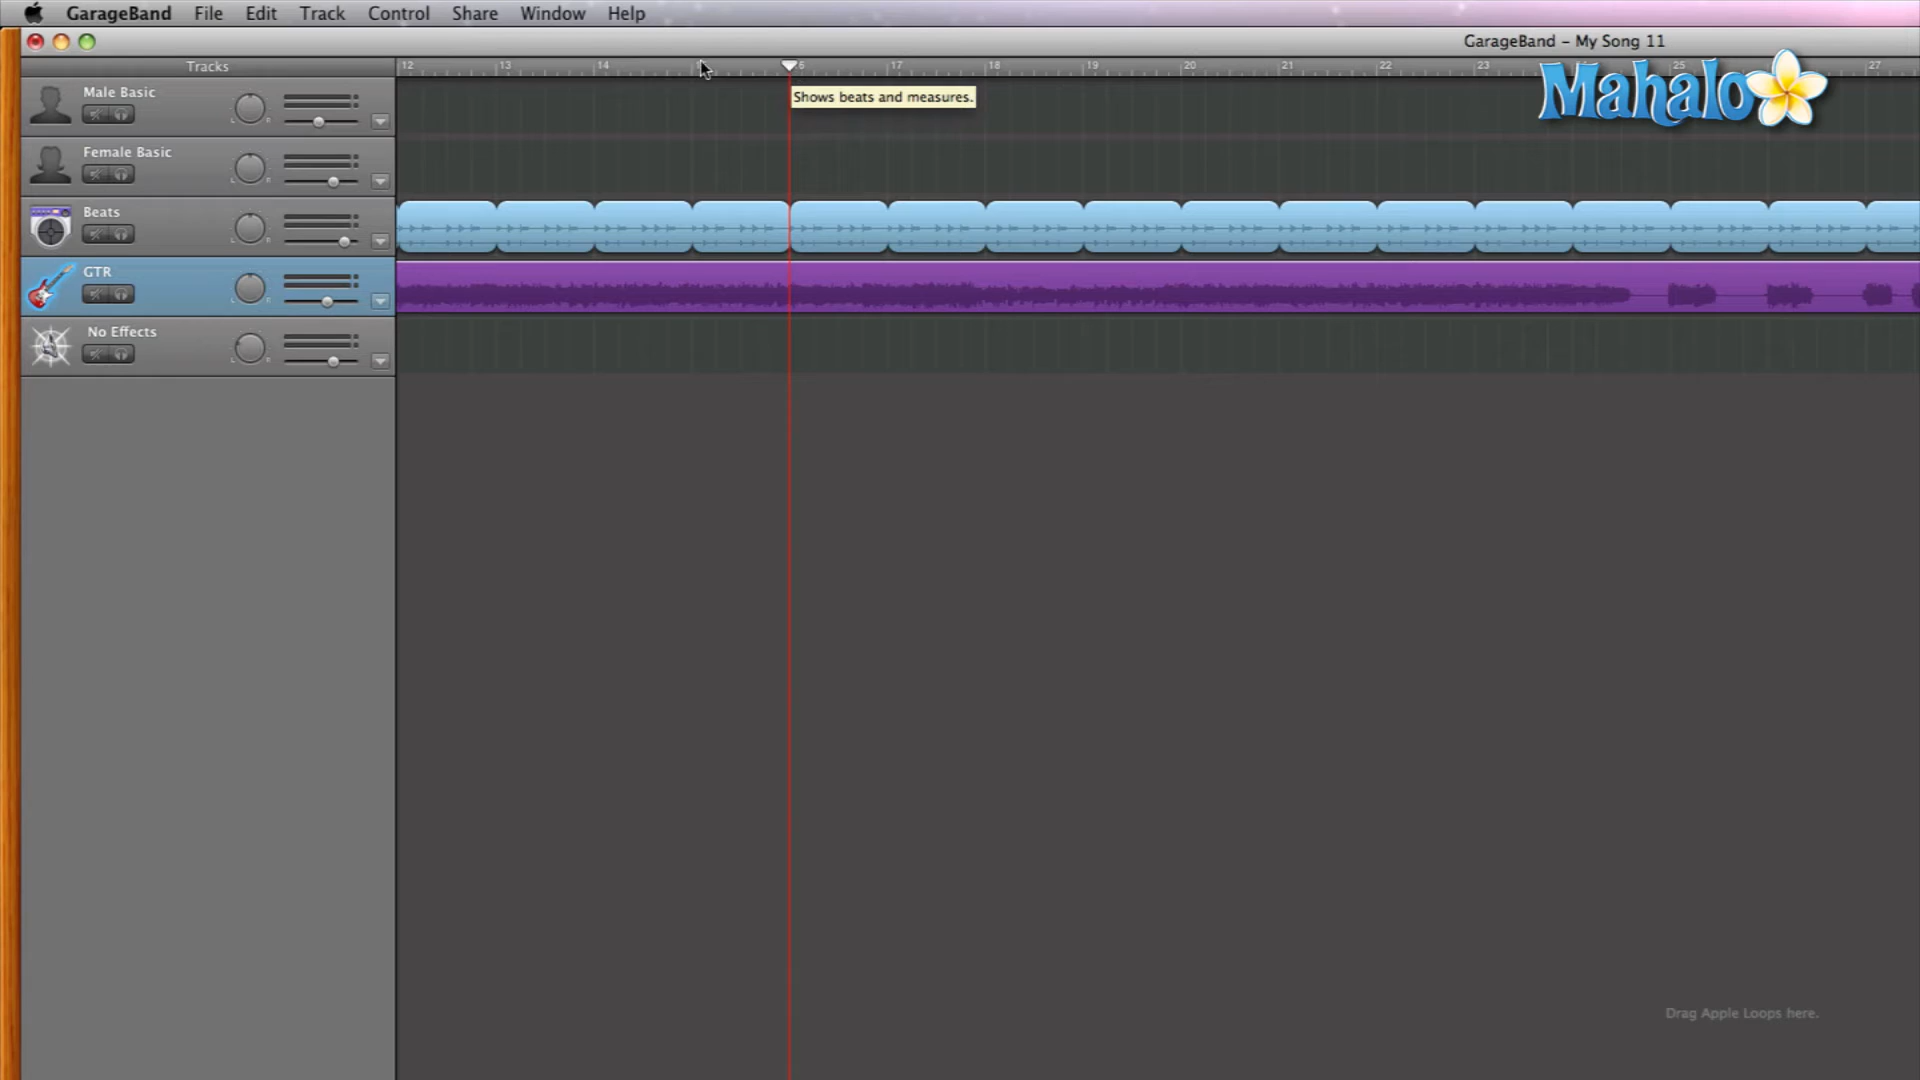 GarageBand File Edit Track Control Share Window Help
GarageBand - My Song 11
Tracks
12 13 14 17 18 19 20 21 22 23 25 27
Mahalo
Shows beats and measures.
Male Basic
Female Basic
Beats
GTR
No Effects
Drag Apple Loops here.